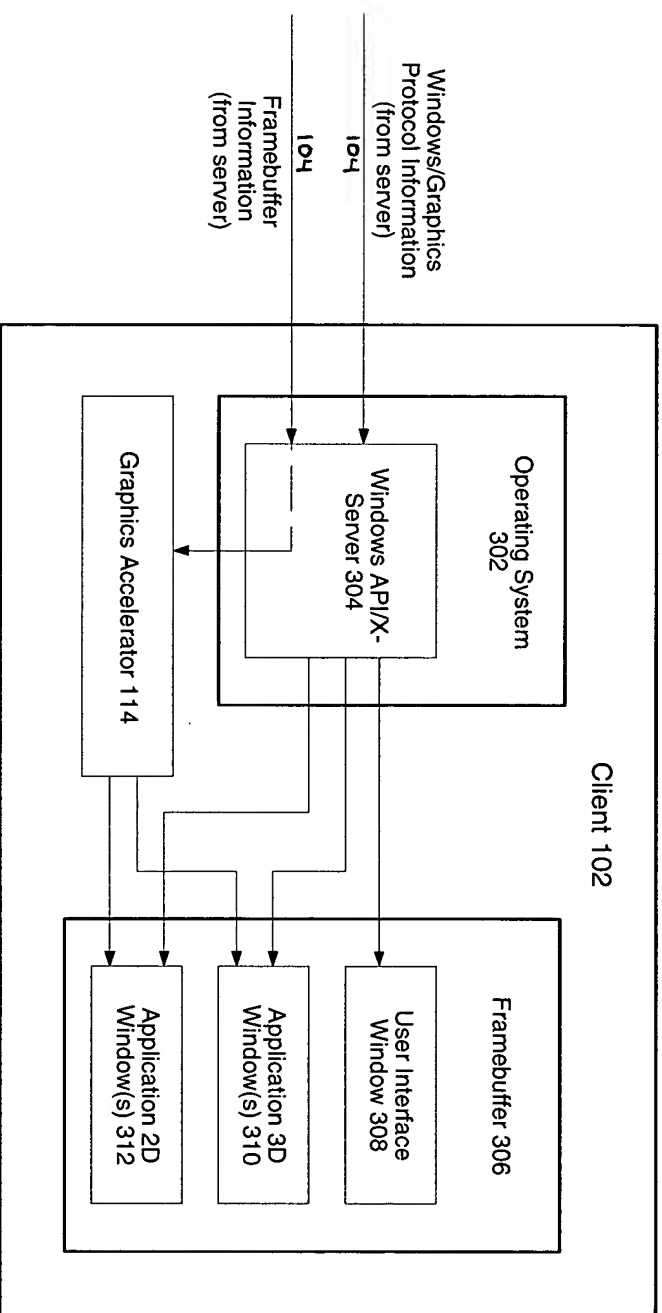 Windows/Graphics
Protocol Information
(from server)
104
104
Framebuffer
Information
(from server)
Client 102
Operating System
302
Windows API/X-
Server 304
Graphics Accelerator 114
Framebuffer 306
User Interface
Window 308
Application 3D
Window(s) 310
Application 2D
Window(s) 312